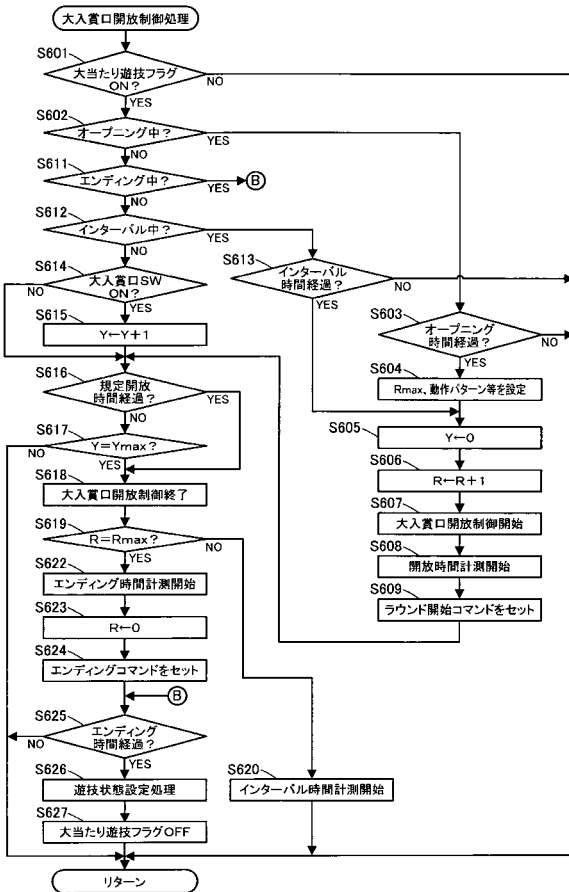 大入賞口開放制御処理
S601
大当たり遊技フラグ
ON?
NO
YES
S602
オープニング中?
YES
NO
S611
エンディング中?
YES
B
NO
S612
インターバル中?
YES
NO
S613
インターバル
時間経過?
NO
YES
S614
大入賞口SW
ON?
NO
YES
S603
オープニング
時間経過?
NO
YES
S615
Y←Y+1
S604
Rmax、動作パターン等を設定
S616
規定開放
時間経過?
YES
NO
S605
Y←0
S617
Y=Ymax?
NO
YES
S606
R←R+1
S618
大入賞口開放制御終了
S607
大入賞口開放制御開始
S619
R=Rmax?
NO
YES
S608
開放時間計測開始
S622
エンディング時間計測開始
S609
ラウンド開始コマンドをセット
S623
R←0
S624
エンディングコマンドをセット
B
S625
エンディング
時間経過?
NO
YES
S626
遊技状態設定処理
S620
インターバル時間計測開始
S627
大当たり遊技フラグOFF
リターン